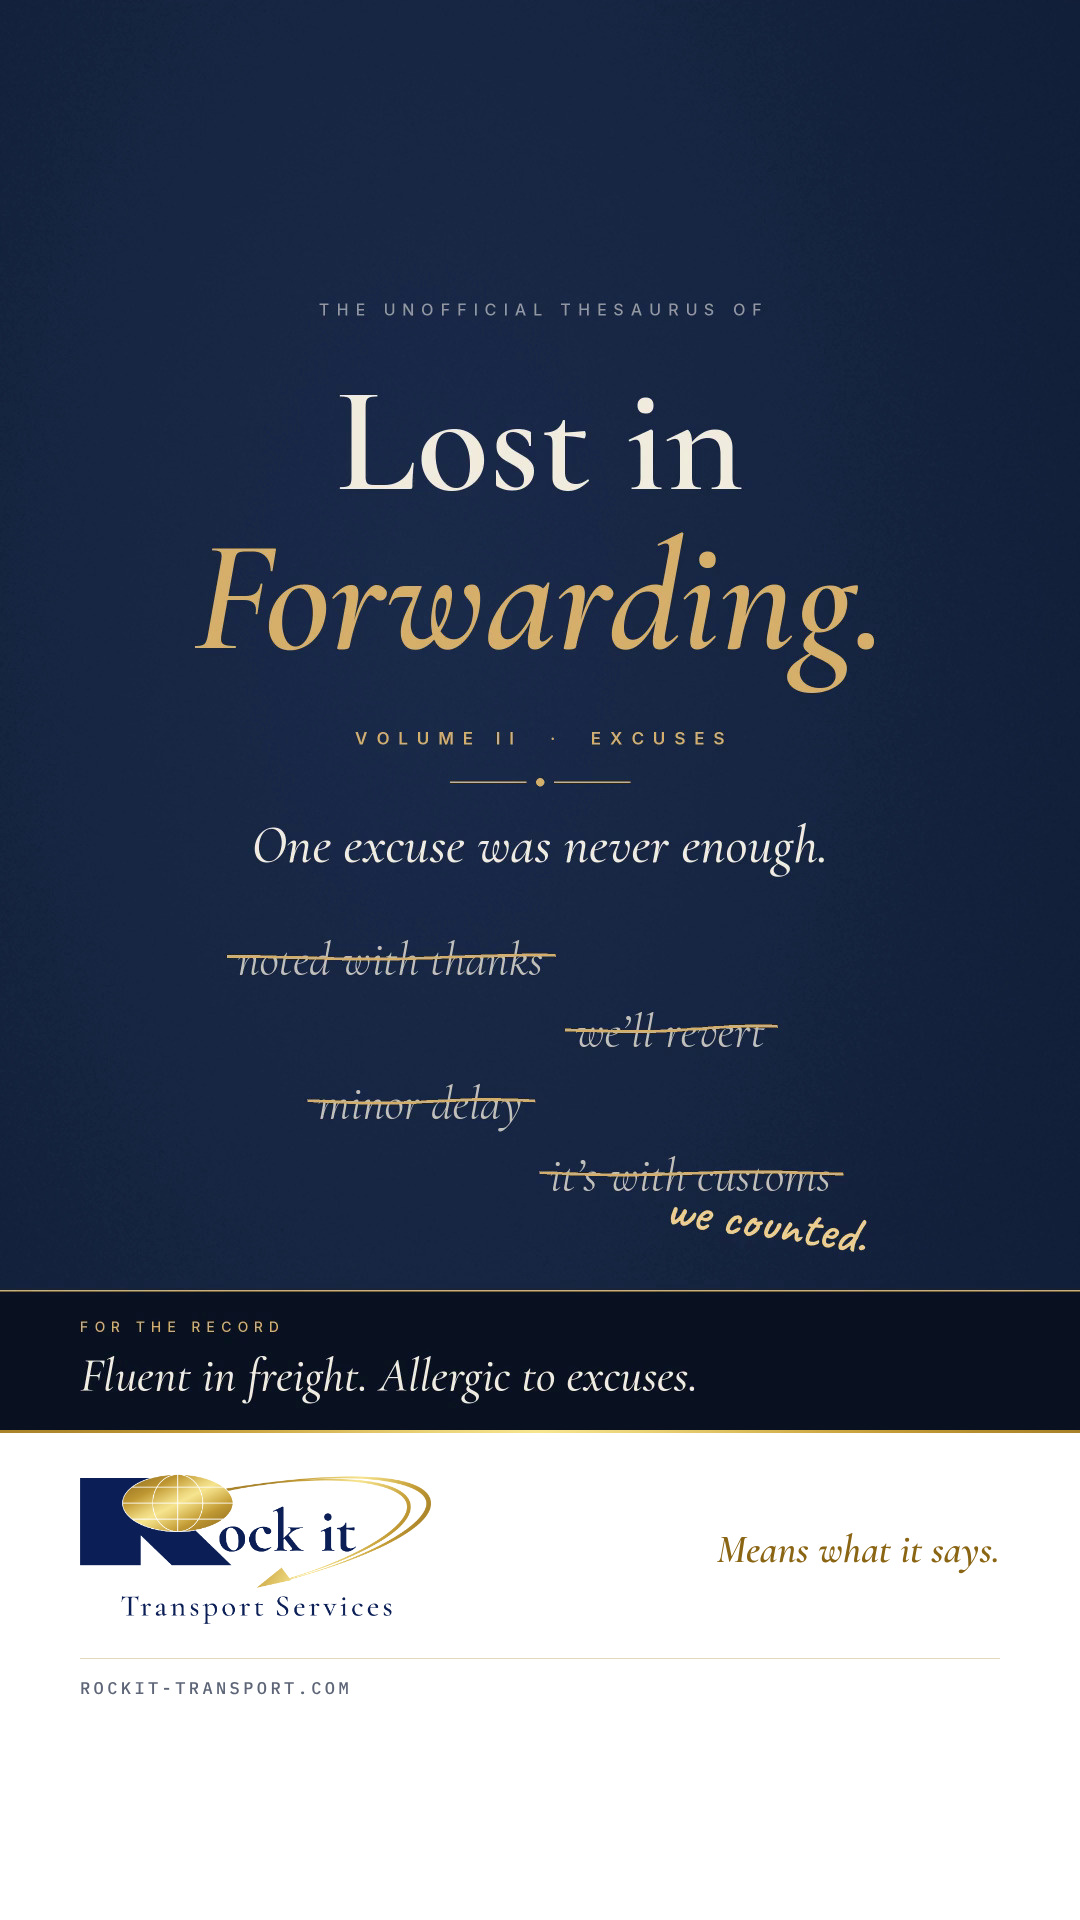 THE UNOFFICIAL THESAURUS OF
Lost in
Forwarding.
VOLUME II · EXCUSES
One excuse was never enough.
noted with thanks
we’ll revert
minor delay
it’s with customs
we counted.
FOR THE RECORD
Fluent in freight. Allergic to excuses.
Rock it
Transport Services
Means what it says.
ROCKIT-TRANSPORT.COM